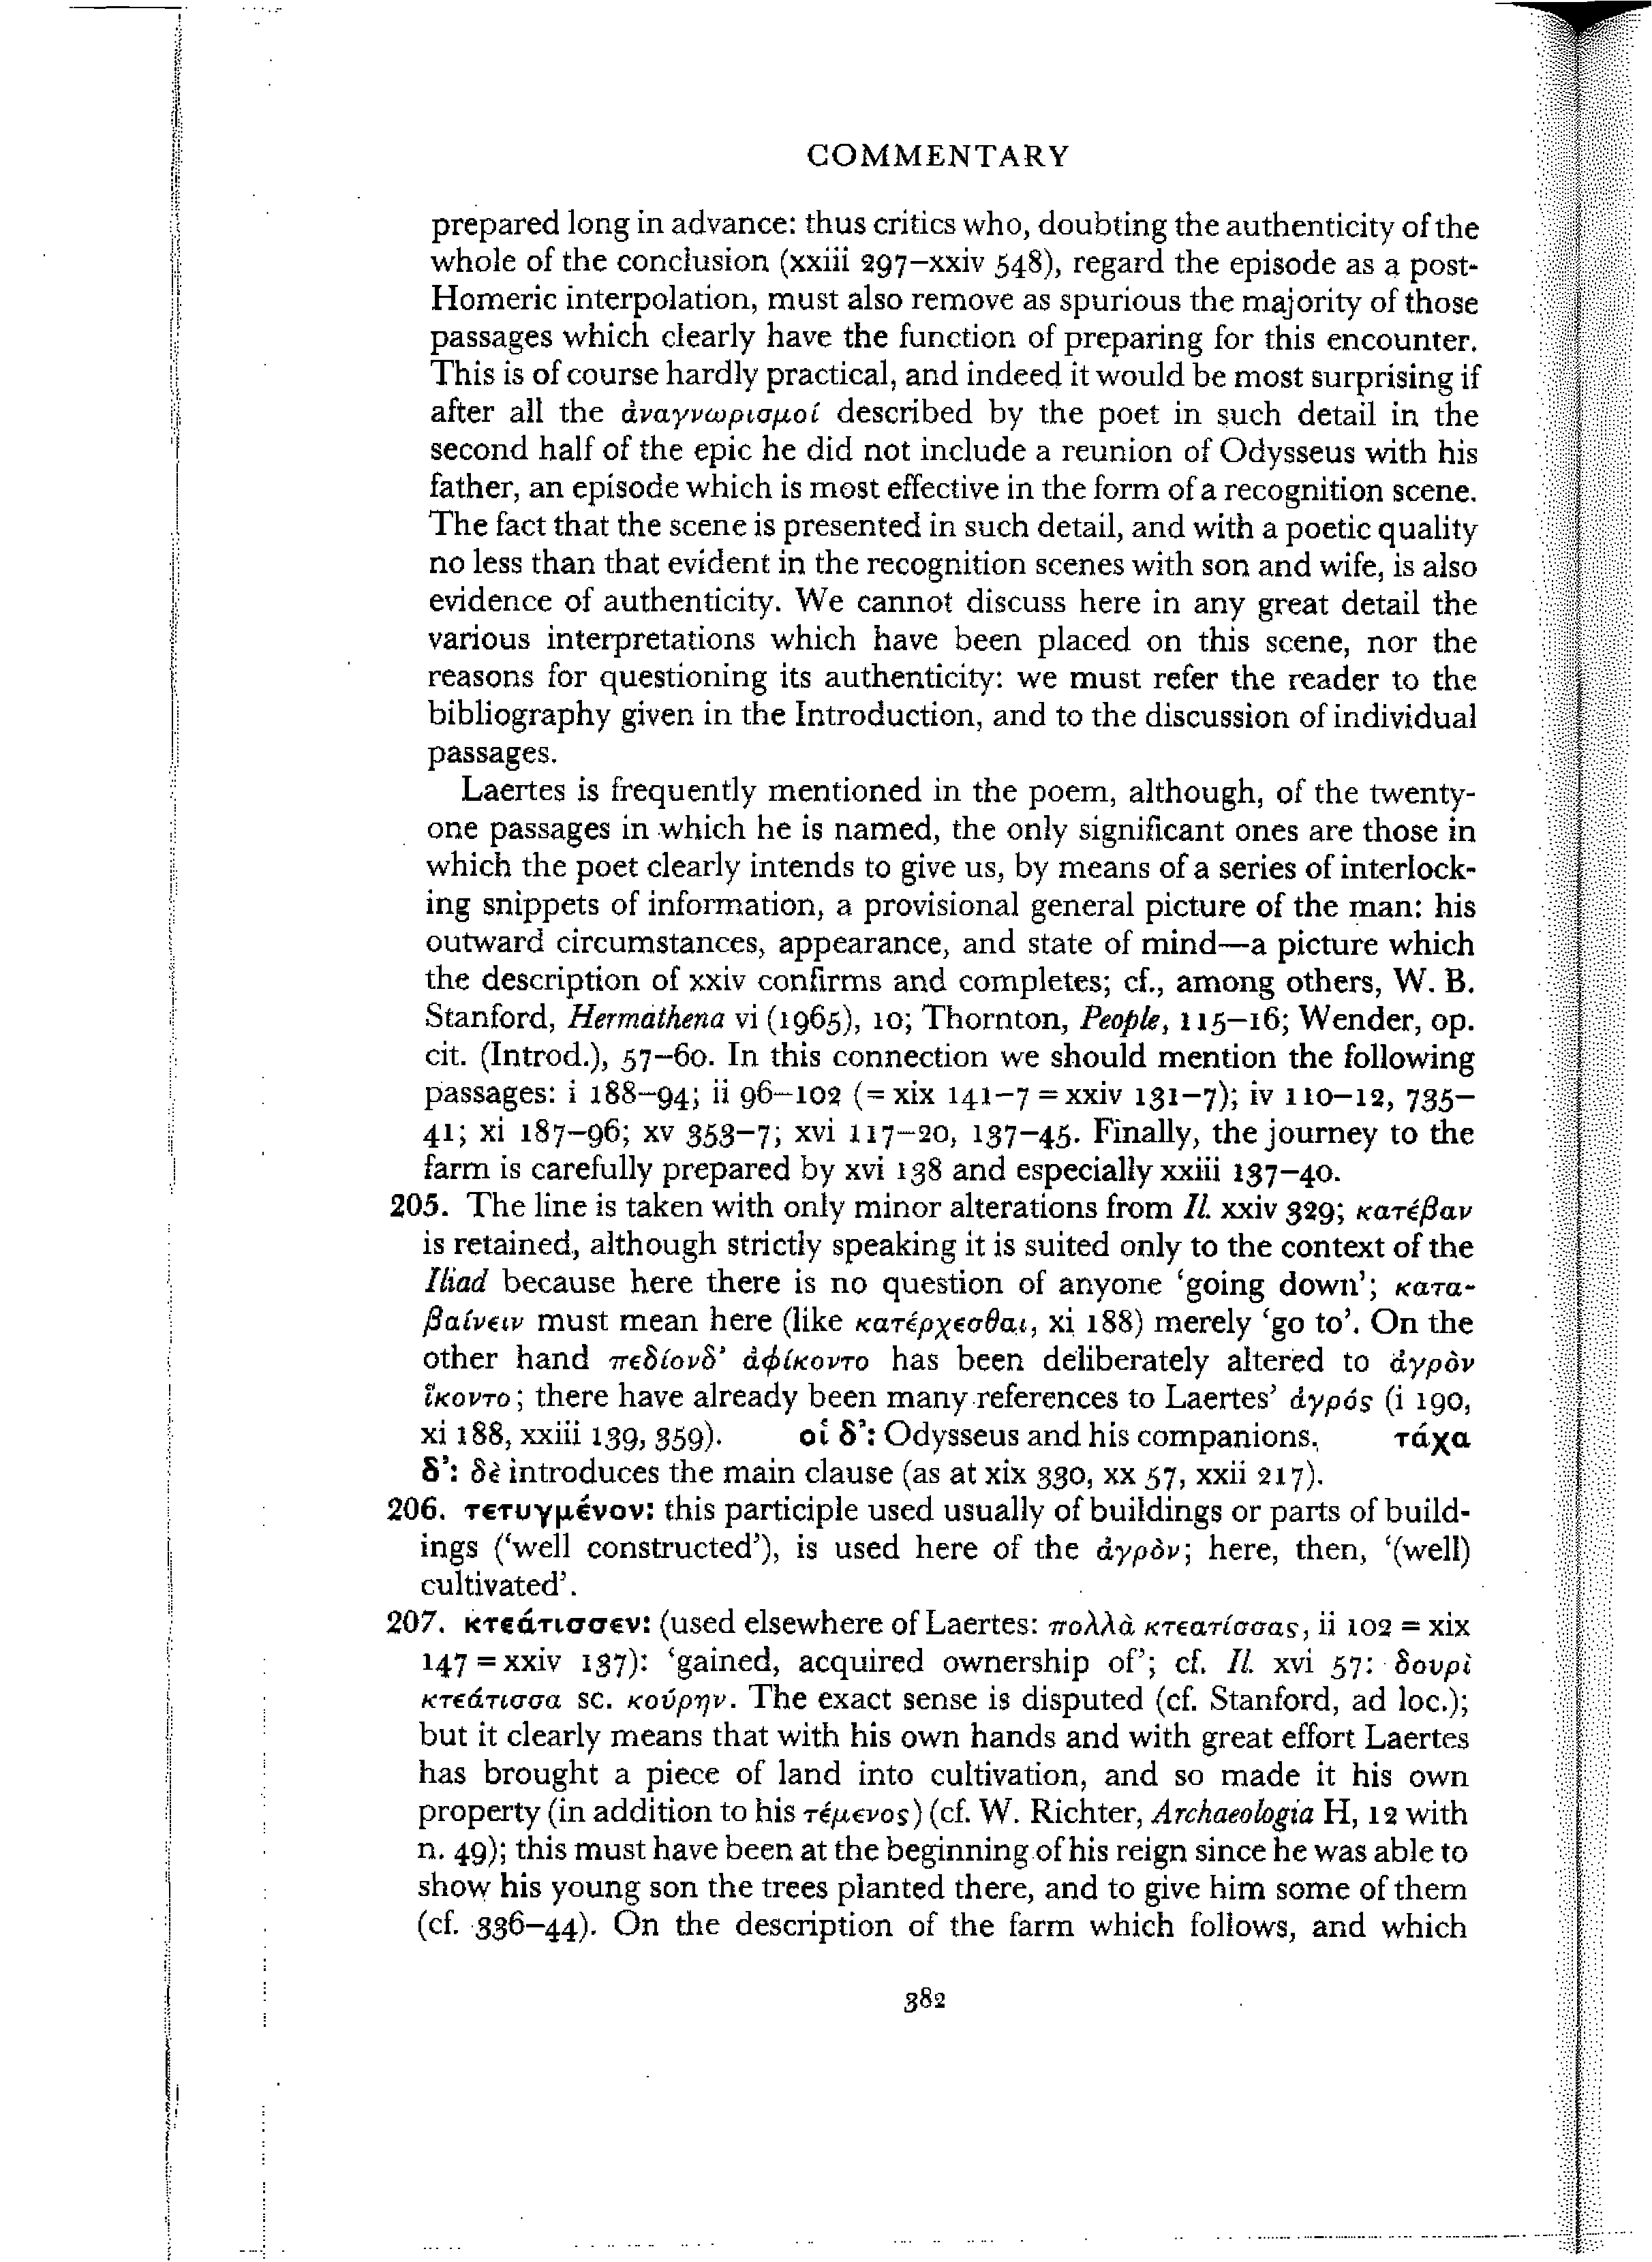 COMMENTARY
prepared long in advance: thus critics who, doubting the authenticity of the
whole of the conclusion (xxiii 297–xxiv 548), regard the episode as a post-
Homeric interpolation, must also remove as spurious the majority of those
passages which clearly have the function of preparing for this encounter.
This is of course hardly practical, and indeed it would be most surprising if
after all the ἀναγνωρισμοί described by the poet in such detail in the
second half of the epic he did not include a reunion of Odysseus with his
father, an episode which is most effective in the form of a recognition scene.
The fact that the scene is presented in such detail, and with a poetic quality
no less than that evident in the recognition scenes with son and wife, is also
evidence of authenticity. We cannot discuss here in any great detail the
various interpretations which have been placed on this scene, nor the
reasons for questioning its authenticity: we must refer the reader to the
bibliography given in the Introduction, and to the discussion of individual
passages.
Laertes is frequently mentioned in the poem, although, of the twenty-
one passages in which he is named, the only significant ones are those in
which the poet clearly intends to give us, by means of a series of interlock-
ing snippets of information, a provisional general picture of the man: his
outward circumstances, appearance, and state of mind—a picture which
the description of xxiv confirms and completes; cf., among others, W. B.
Stanford, Hermathena vi (1965), 10; Thornton, People, 115–16; Wender, op.
cit. (Introd.), 57–60. In this connection we should mention the following
passages: i 188–94; ii 96–102 (= xix 141–7 = xxiv 131–7); iv 110–12, 735–
41; xi 187–96; xv 353–7; xvi 117–20, 137–45. Finally, the journey to the
farm is carefully prepared by xvi 138 and especially xxiii 137–40.
205. The line is taken with only minor alterations from Il. xxiv 329; κατέβαν
is retained, although strictly speaking it is suited only to the context of the
Iliad because here there is no question of anyone ‘going down’; κατα-
βαίνειν must mean here (like κατέρχεσθαι, xi 188) merely ‘go to’. On the
other hand πεδίονδ’ ἀφίκοντο has been deliberately altered to ἀγρὸν
ἵκοντο; there have already been many references to Laertes’ ἀγρός (i 190,
xi 188, xxiii 139, 359). οἱ δ’: Odysseus and his companions. τάχα
δ’: δὲ introduces the main clause (as at xix 330, xx 57, xxii 217).
206. τετυγμένον: this participle used usually of buildings or parts of build-
ings (‘well constructed’), is used here of the ἀγρὸν; here, then, ‘(well)
cultivated’.
207. κτεάτισσεν: (used elsewhere of Laertes: πολλὰ κτεατίσσας, ii 102 = xix
147 = xxiv 137): ‘gained, acquired ownership of’; cf. Il. xvi 57: δουρὶ
κτεάτισσα sc. κούρην. The exact sense is disputed (cf. Stanford, ad loc.);
but it clearly means that with his own hands and with great effort Laertes
has brought a piece of land into cultivation, and so made it his own
property (in addition to his τέμενος) (cf. W. Richter, Archaeologia H, 12 with
n. 49); this must have been at the beginning of his reign since he was able to
show his young son the trees planted there, and to give him some of them
(cf. 336–44). On the description of the farm which follows, and which
382